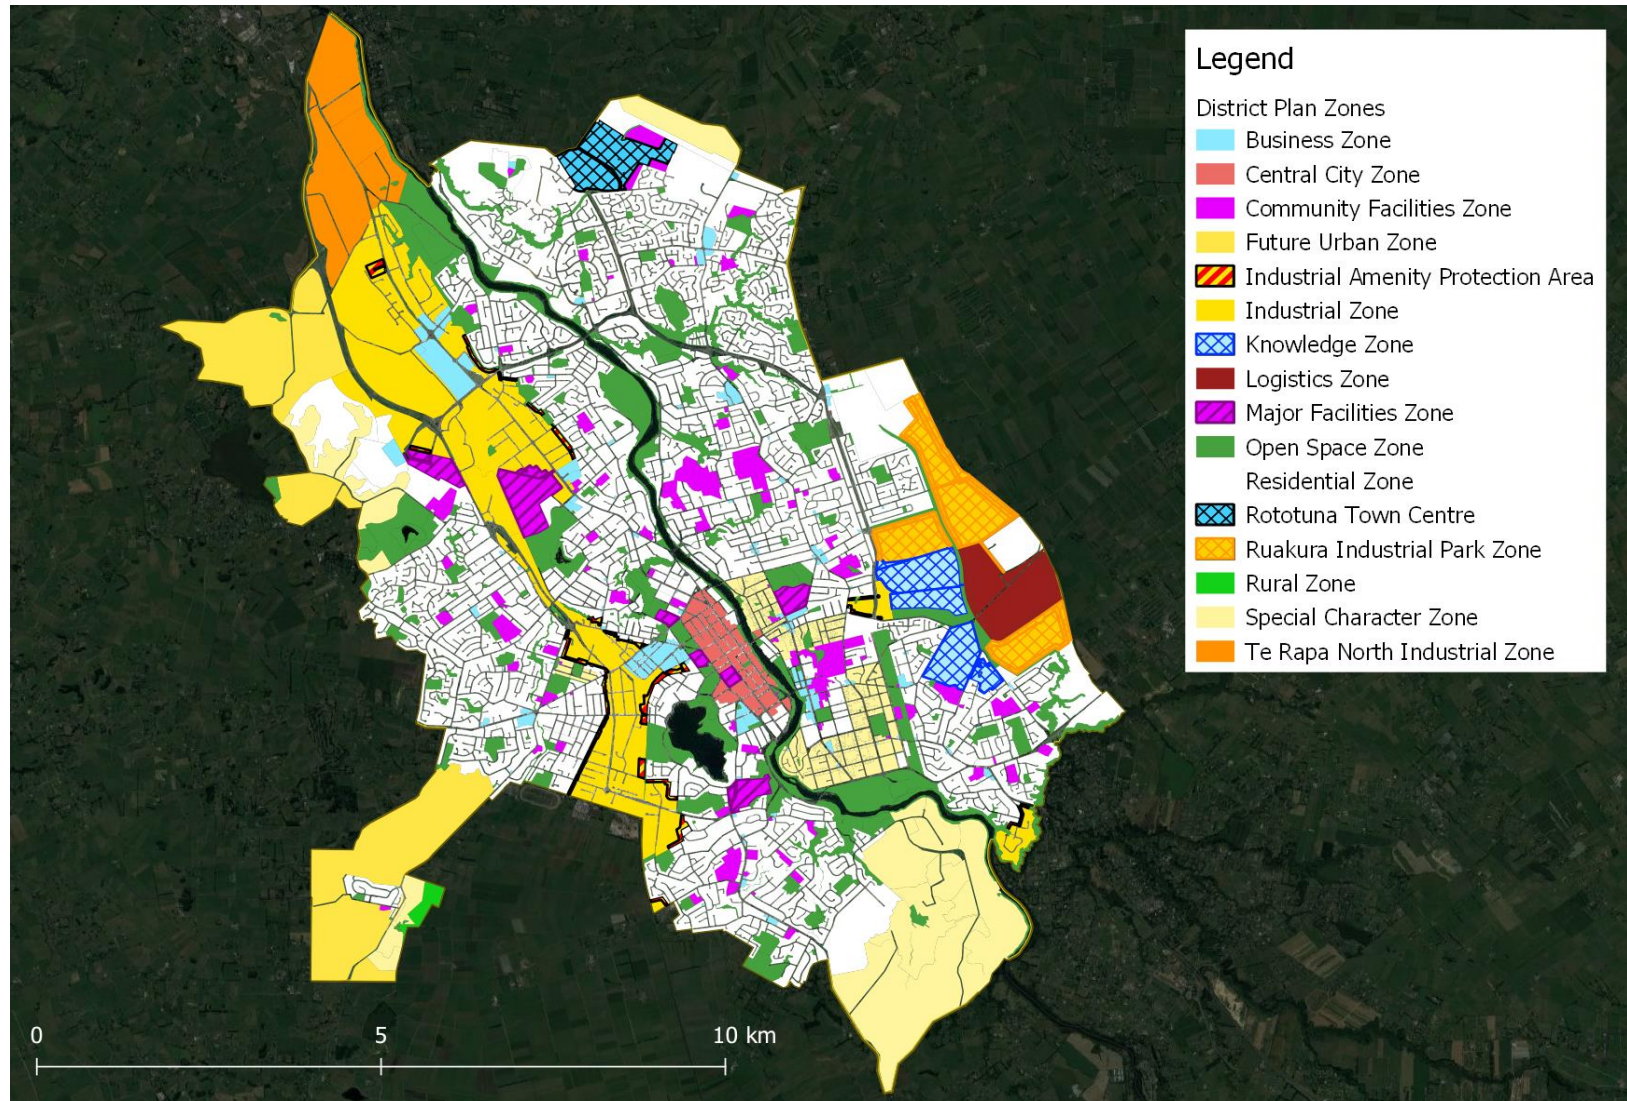 Legend
District Plan Zones
Business Zone
Central City Zone
Community Facilities Zone
Future Urban Zone
Industrial Amenity Protection Area
Industrial Zone
Knowledge Zone
Logistics Zone
Major Facilities Zone
Open Space Zone
Residential Zone
Rototuna Town Centre
Ruakura Industrial Park Zone
Rural Zone
Special Character Zone
Te Rapa North Industrial Zone
0 5 10 km